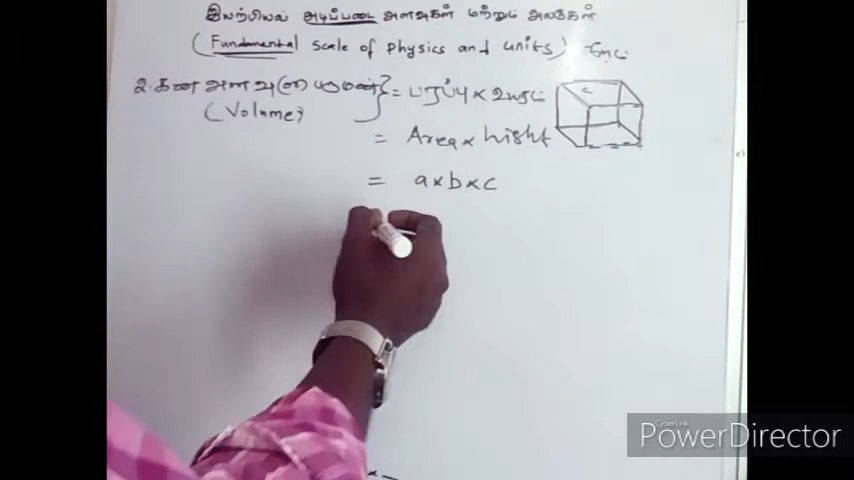 இயற்பியல் அடிப்படை அளவுகள் மற்றும் அலகுகள்
(Fundamental scale of physics and units)
2. கன அளவு (or) பருமன் } = பரப்பு × உயரம்
(Volume)
= Area × hight
= a × b × c
c
CyberLink
PowerDirector